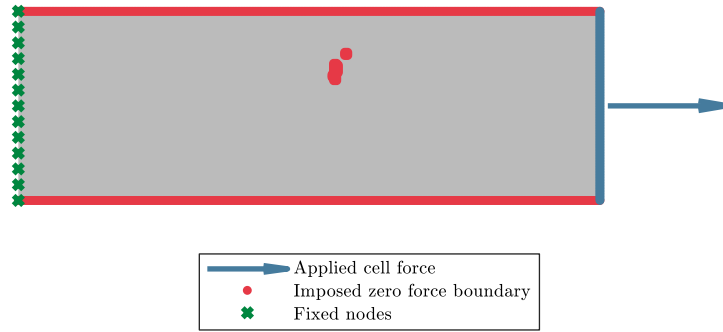 Applied cell force
Imposed zero force boundary
Fixed nodes